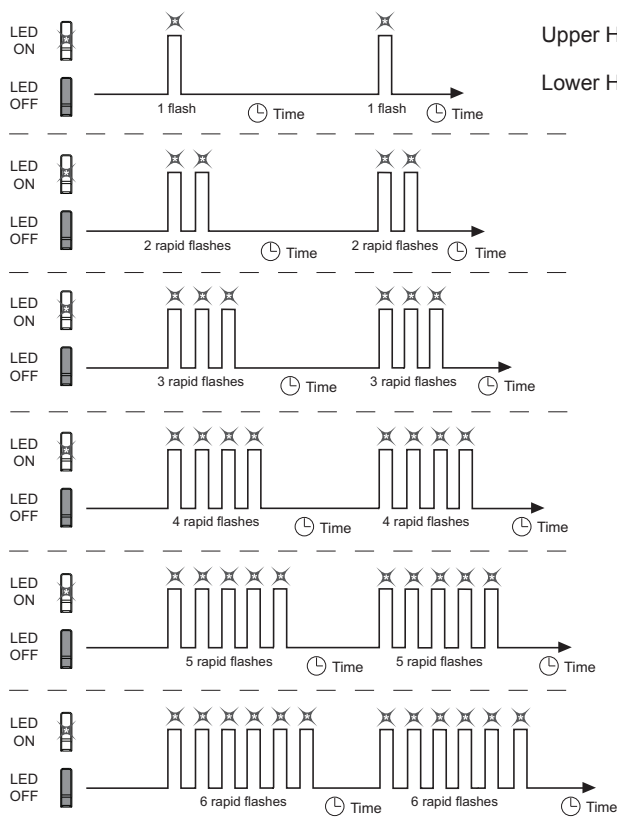 LED
ON
Upper H
LED
OFF
Lower H
1 flash Time 1 flash Time
LED
ON
LED
OFF
2 rapid flashes Time 2 rapid flashes Time
LED
ON
LED
OFF
3 rapid flashes Time 3 rapid flashes Time
LED
ON
LED
OFF
4 rapid flashes Time 4 rapid flashes Time
LED
ON
LED
OFF
5 rapid flashes Time 5 rapid flashes Time
LED
ON
LED
OFF
6 rapid flashes Time 6 rapid flashes Time